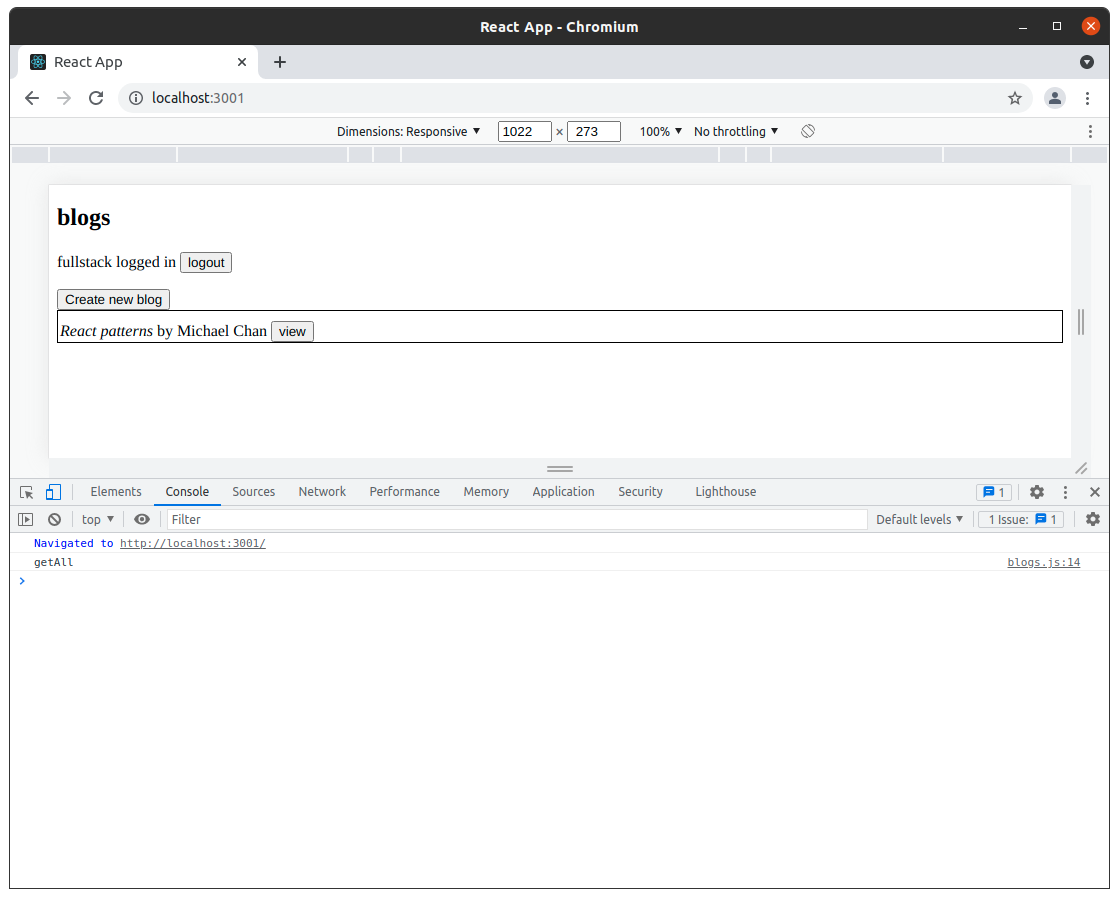 React App - Chromium
React App
localhost:3001
Dimensions: Responsive 1022 × 273 100% No throttling
blogs
fullstack logged in logout
Create new blog
React patterns by Michael Chan view
Elements Console Sources Network Performance Memory Application Security Lighthouse 1
top Filter Default levels 1 Issue: 1
Navigated to http://localhost:3001/
getAll blogs.js:14